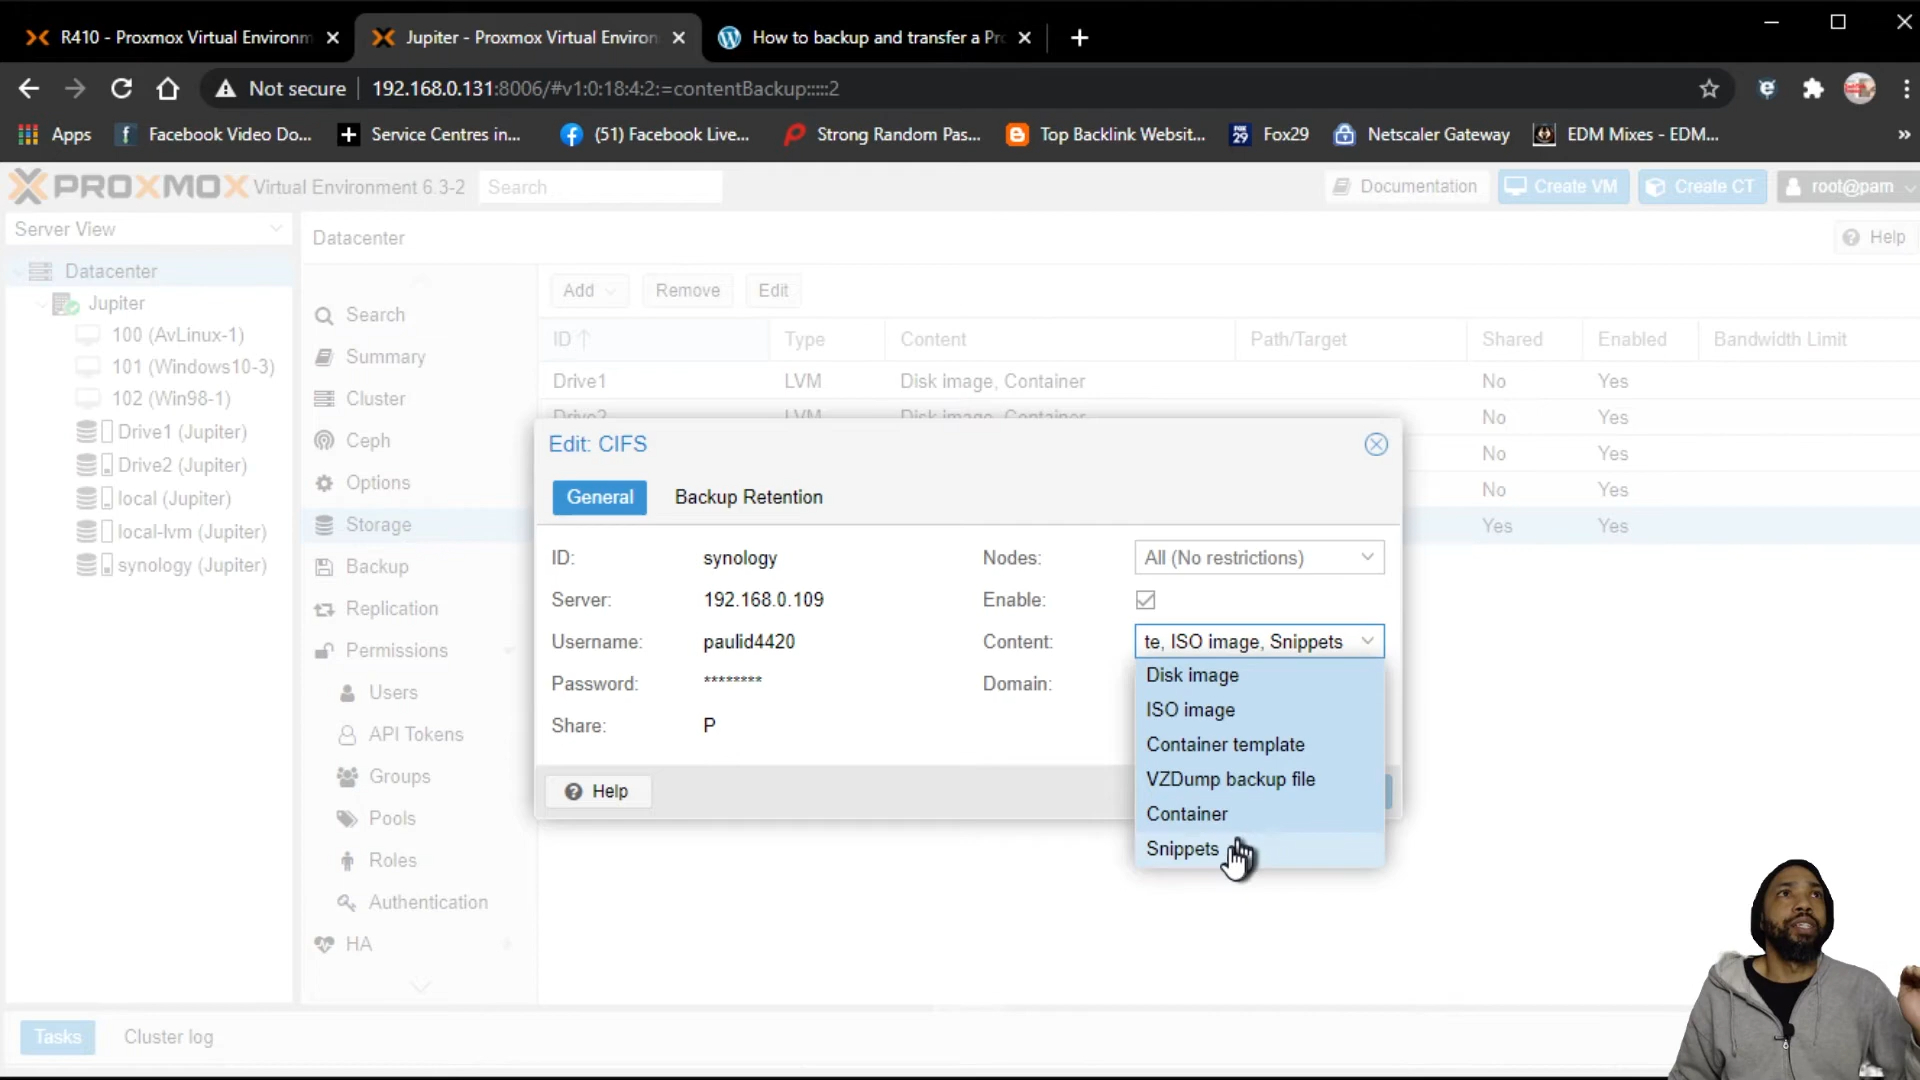 R410 - Proxmox Virtual Environm
Jupiter - Proxmox Virtual Environ
How to backup and transfer a Pro
Not secure
192.168.0.131:8006/#v1:0:18:4:2:=contentBackup:::::2
Apps
Facebook Video Do...
Service Centres in...
(51) Facebook Live...
Strong Random Pas...
Top Backlink Websit...
Fox29
Netscaler Gateway
EDM Mixes - EDM...
PROXMOX
Virtual Environment 6.3-2
Search
Documentation
Create VM
Create CT
root@pam
Server View
Datacenter
Help
Datacenter
Jupiter
100 (AvLinux-1)
101 (Windows10-3)
102 (Win98-1)
Drive1 (Jupiter)
Drive2 (Jupiter)
local (Jupiter)
local-lvm (Jupiter)
synology (Jupiter)
Search
Summary
Cluster
Ceph
Options
Storage
Backup
Replication
Permissions
Users
API Tokens
Groups
Pools
Roles
Authentication
HA
Add
Remove
Edit
ID
Type
Content
Path/Target
Shared
Enabled
Bandwidth Limit
Drive1
LVM
Disk image, Container
No
Yes
Drive2
LVM
Disk image, Container
No
Yes
No
Yes
No
Yes
Yes
Yes
Edit: CIFS
General
Backup Retention
ID:
synology
Nodes:
All (No restrictions)
Server:
192.168.0.109
Enable:
Username:
paulid4420
Content:
te, ISO image, Snippets
Password:
********
Domain:
Share:
P
Disk image
ISO image
Container template
VZDump backup file
Container
Snippets
Help
Tasks
Cluster log